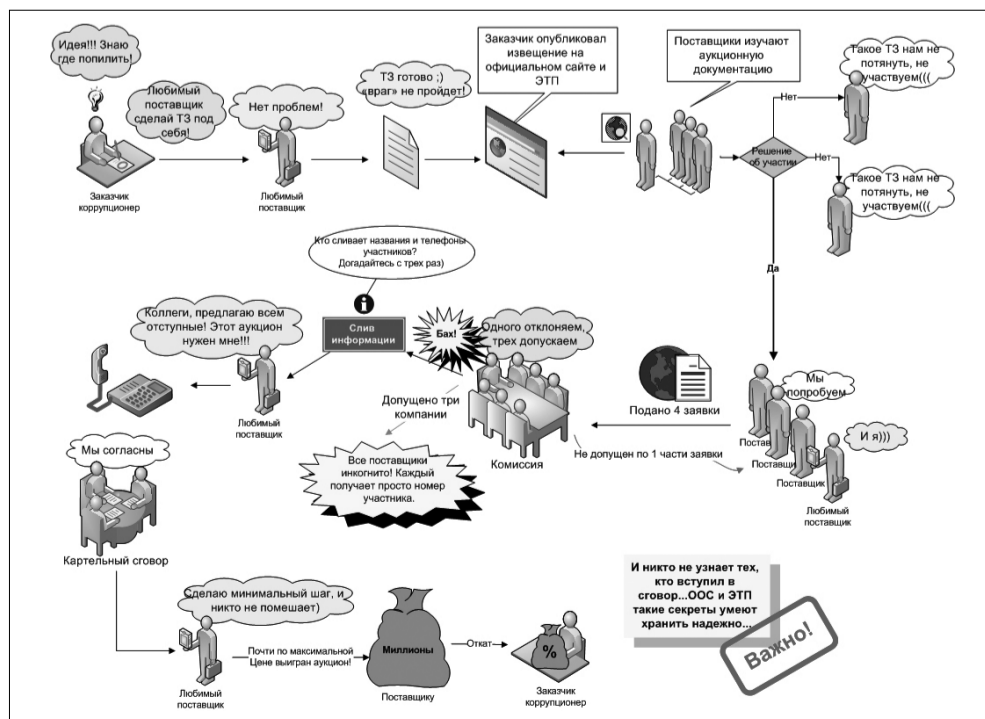 Идея!!! Знаю
где попилить!
Любимый
поставщик
сделай ТЗ под
себя!
Заказчик
коррупционер
Нет проблем!
Любимый
поставщик
ТЗ готово ;)
«враг» не пройдет!
Заказчик опубликовал
извещение на
официальном сайте и
ЭТП
Поставщики изучают
аукционную
документацию
Решение
об участии
Нет
Такое ТЗ нам не
потянуть, не
участвуем(((
Нет
Такое ТЗ нам не
потянуть, не
участвуем(((
Да
Мы
попробуем
И я)))
Постав
Поставщи
Поставщик
Любимый
поставщик
Подано 4 заявки
Не допущен по 1 части заявки
Одного отклоняем,
трех допускаем
Комиссия
Бах!
Допущено три
компании
Все поставщики
инкогнито! Каждый
получает просто номер
участника.
Кто сливает названия и телефоны
участников?
Догадайтесь с трех раз)
i
Слив
информации
Коллеги, предлагаю всем
отступные! Этот аукцион
нужен мне!!!
Любимый
поставщик
Мы согласны
Картельный сговор
Сделаю минимальный шаг, и
никто не помешает)
Любимый
поставщик
Почти по максимальной
Цене выигран аукцион!
Миллионы
Поставщику
Откат
%
Заказчик
коррупционер
И никто не узнает тех,
кто вступил в
сговор...ООС и ЭТП
такие секреты умеют
хранить надежно...
Важно!